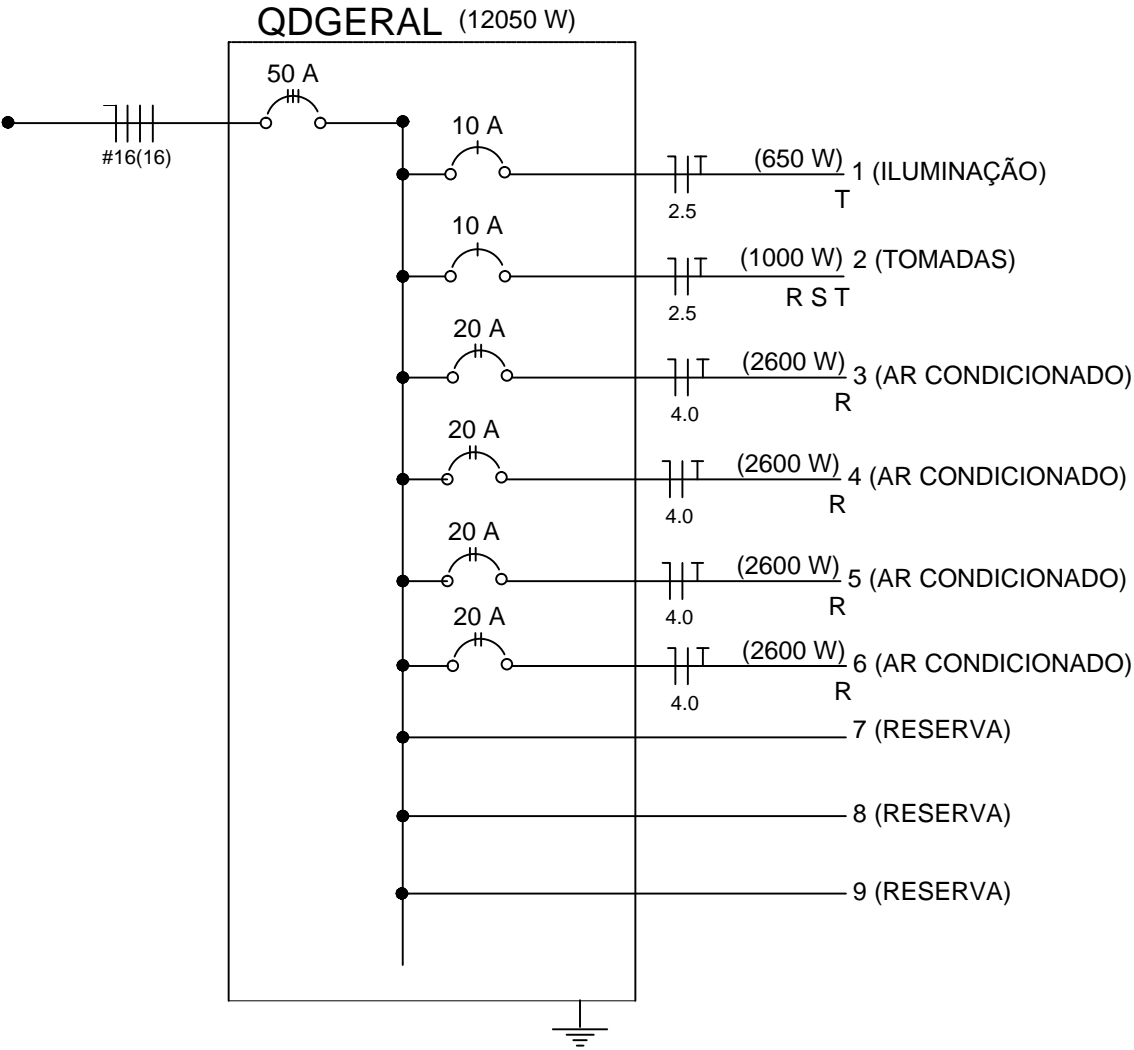 QDGERAL (12050 W)
50 A
#16(16)
10 A
(650 W) 1 (ILUMINAÇÃO)
T
T
2.5
10 A
(1000 W) 2 (TOMADAS)
T
R S T
2.5
20 A
(2600 W) 3 (AR CONDICIONADO)
T
R
4.0
20 A
(2600 W) 4 (AR CONDICIONADO)
T
R
4.0
20 A
(2600 W) 5 (AR CONDICIONADO)
T
R
4.0
20 A
(2600 W) 6 (AR CONDICIONADO)
T
R
4.0
7 (RESERVA)
8 (RESERVA)
9 (RESERVA)